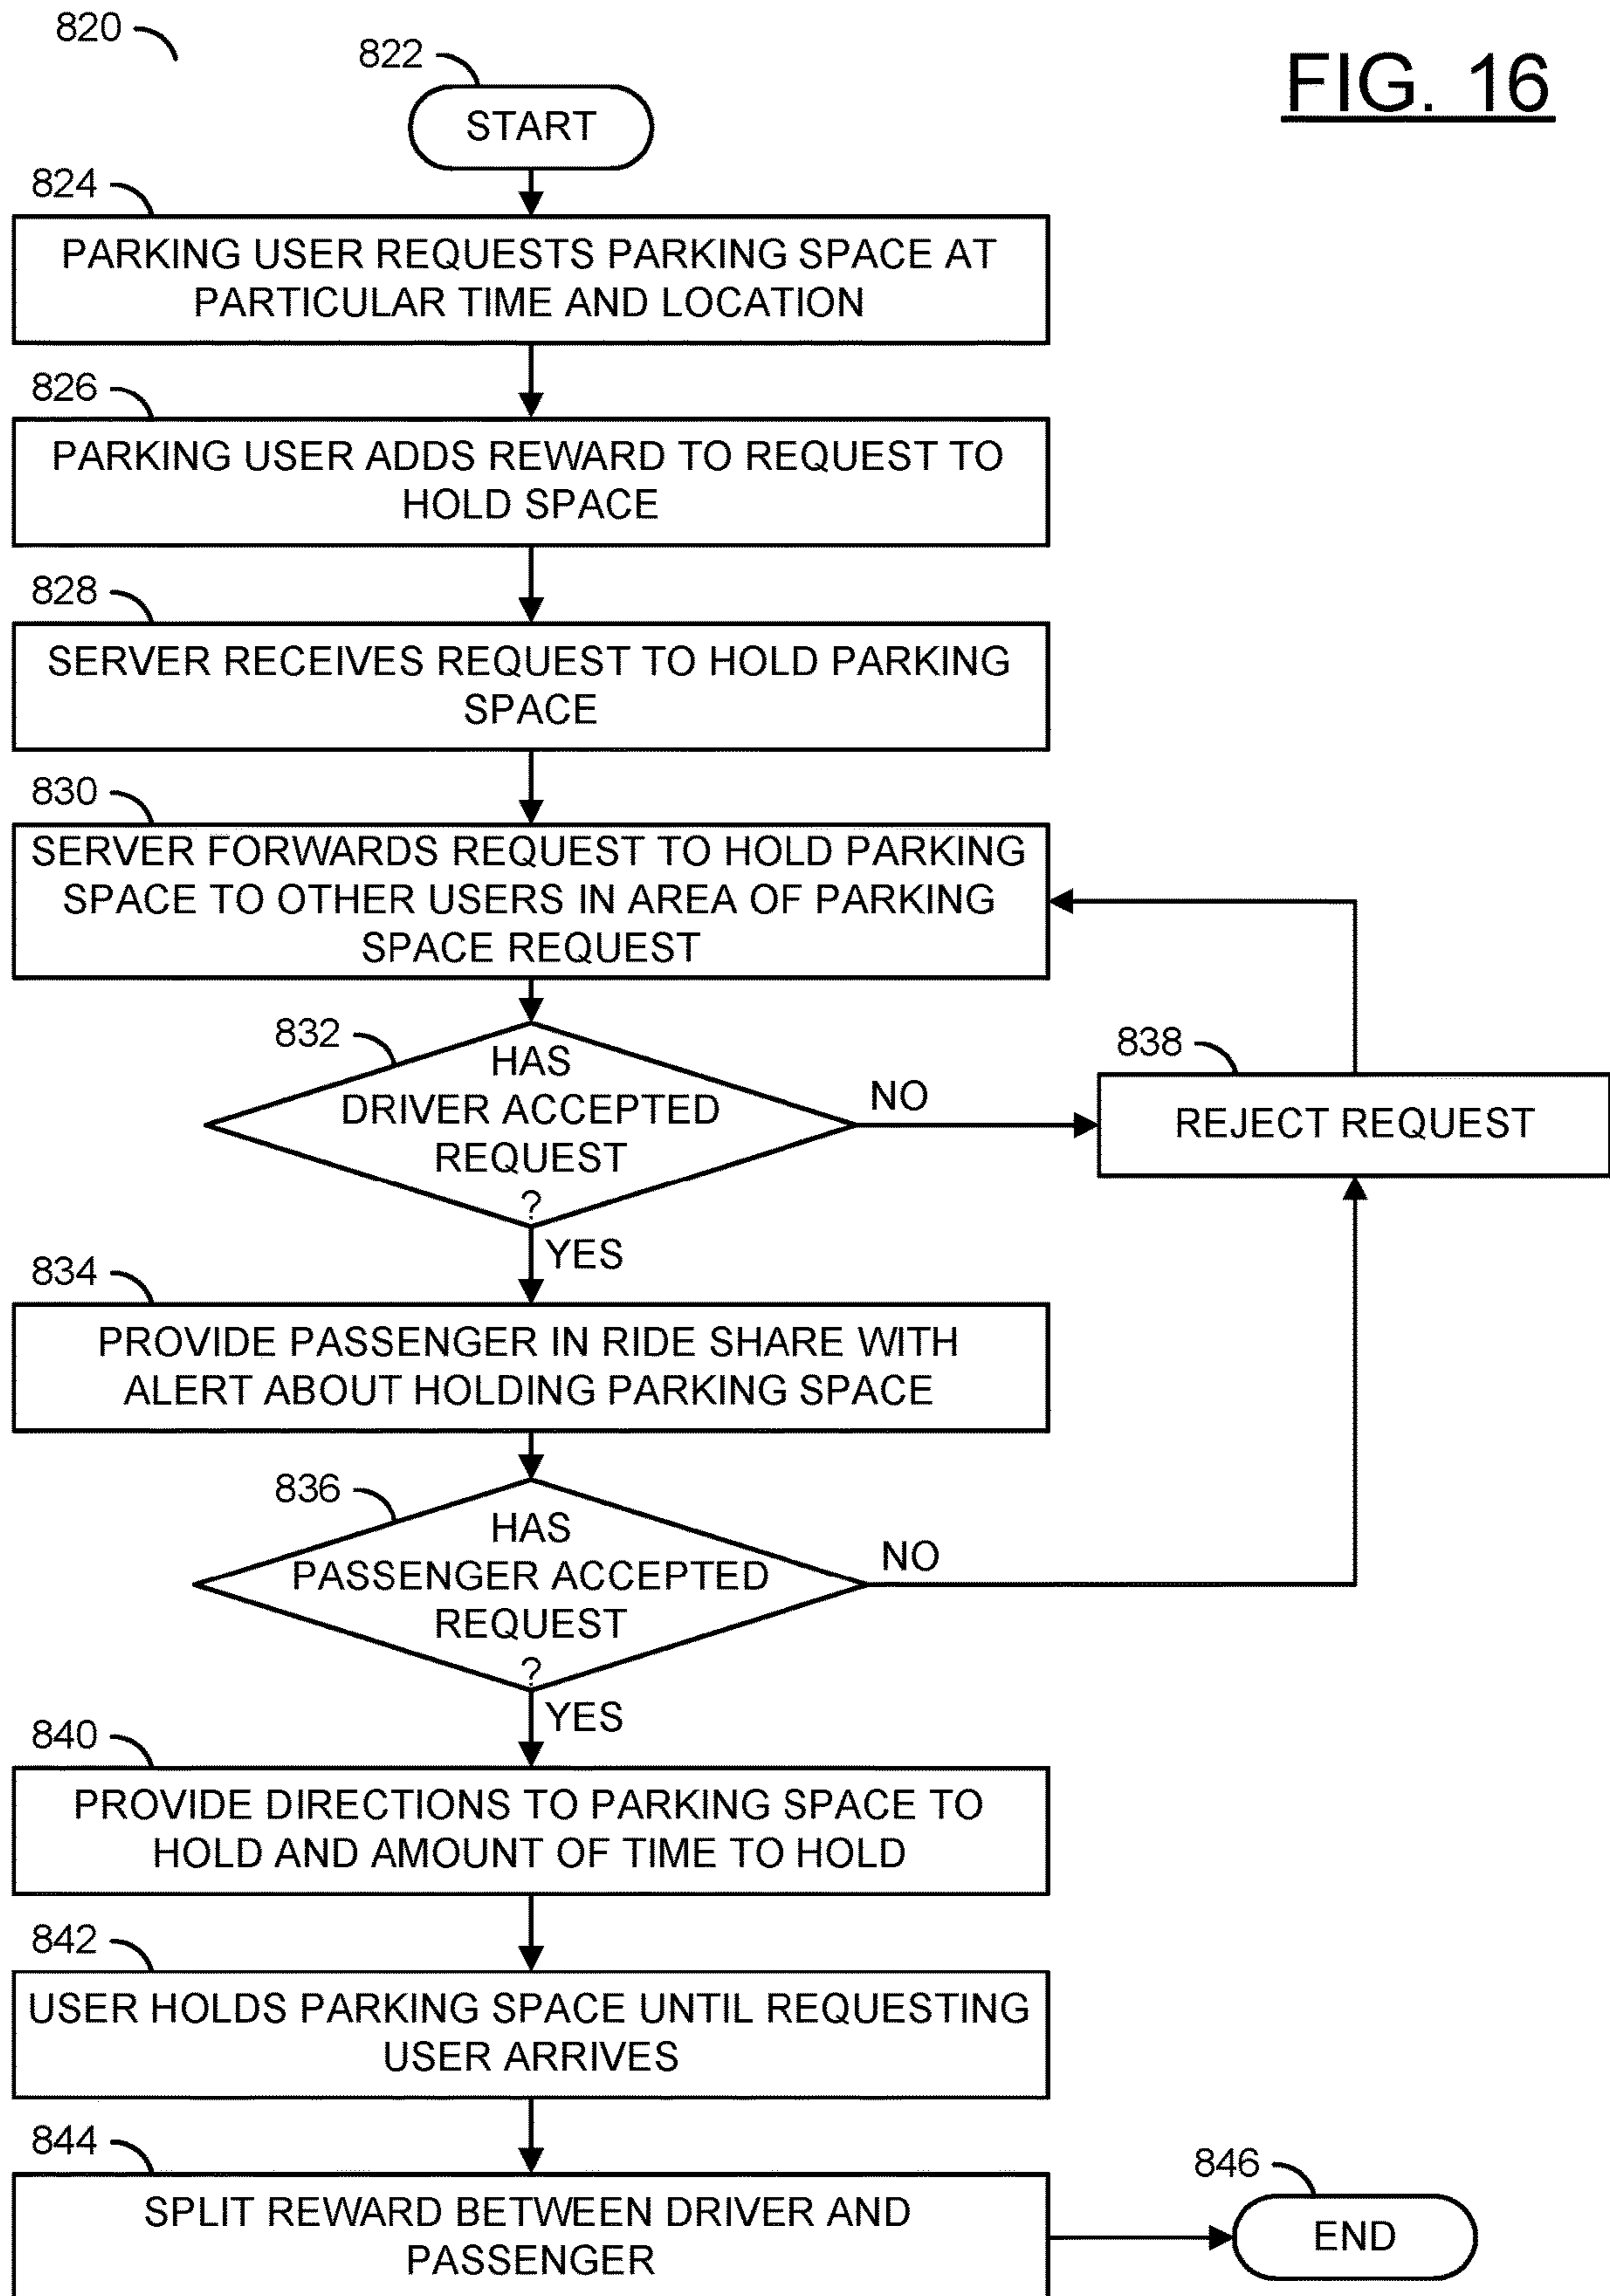 820
822
FIG. 16
START
824
PARKING USER REQUESTS PARKING SPACE AT
PARTICULAR TIME AND LOCATION
826
PARKING USER ADDS REWARD TO REQUEST TO
HOLD SPACE
828
SERVER RECEIVES REQUEST TO HOLD PARKING
SPACE
830
SERVER FORWARDS REQUEST TO HOLD PARKING
SPACE TO OTHER USERS IN AREA OF PARKING
SPACE REQUEST
832
HAS
DRIVER ACCEPTED
REQUEST
?
NO
838
REJECT REQUEST
YES
834
PROVIDE PASSENGER IN RIDE SHARE WITH
ALERT ABOUT HOLDING PARKING SPACE
836
HAS
PASSENGER ACCEPTED
REQUEST
?
NO
YES
840
PROVIDE DIRECTIONS TO PARKING SPACE TO
HOLD AND AMOUNT OF TIME TO HOLD
842
USER HOLDS PARKING SPACE UNTIL REQUESTING
USER ARRIVES
844
SPLIT REWARD BETWEEN DRIVER AND
PASSENGER
846
END